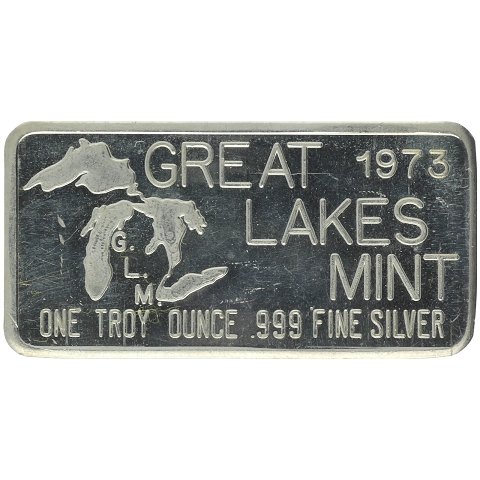 GREAT 1973
LAKES
MINT
G.
L.
M.
ONE TROY OUNCE .999 FINE SILVER